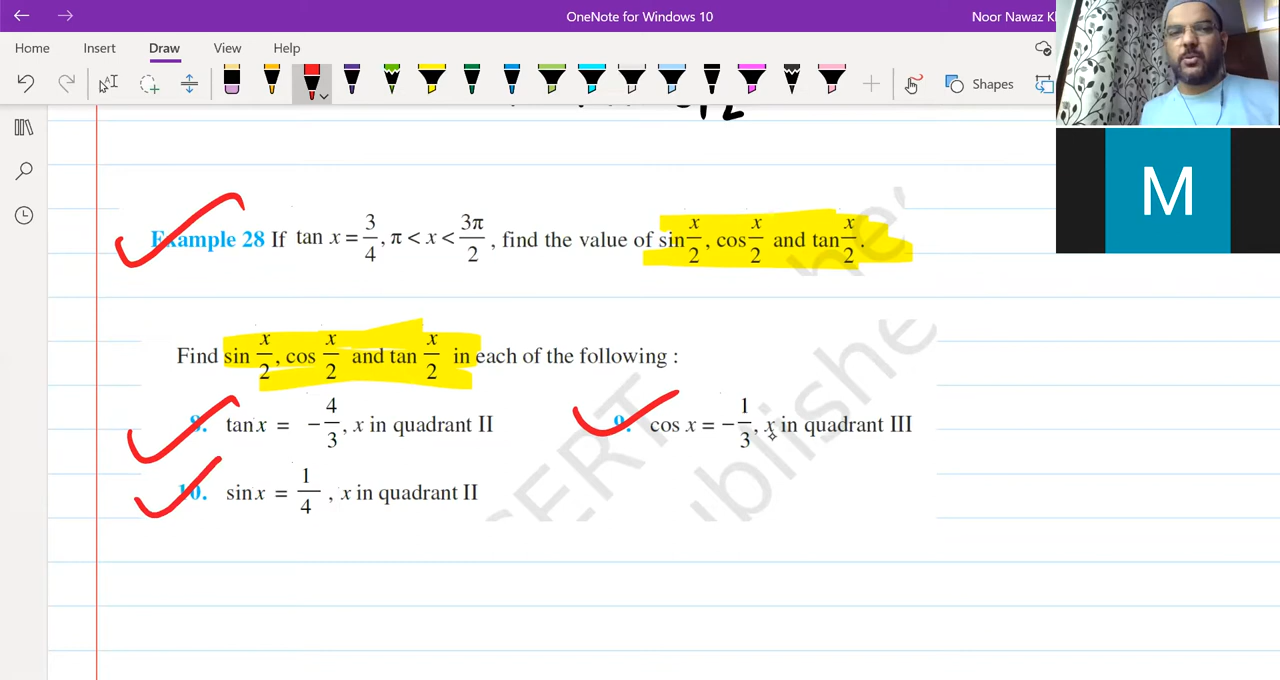 OneNote for Windows 10
Noor Nawaz Kh
Home Insert Draw View Help
Shapes
Example 28 If tan x = 3/4, π < x < 3π/2, find the value of sin x/2, cos x/2 and tan x/2.
Find sin x/2, cos x/2 and tan x/2 in each of the following :
8. tan x = −4/3, x in quadrant II
9. cos x = −1/3, x in quadrant III
10. sin x = 1/4, x in quadrant II
M